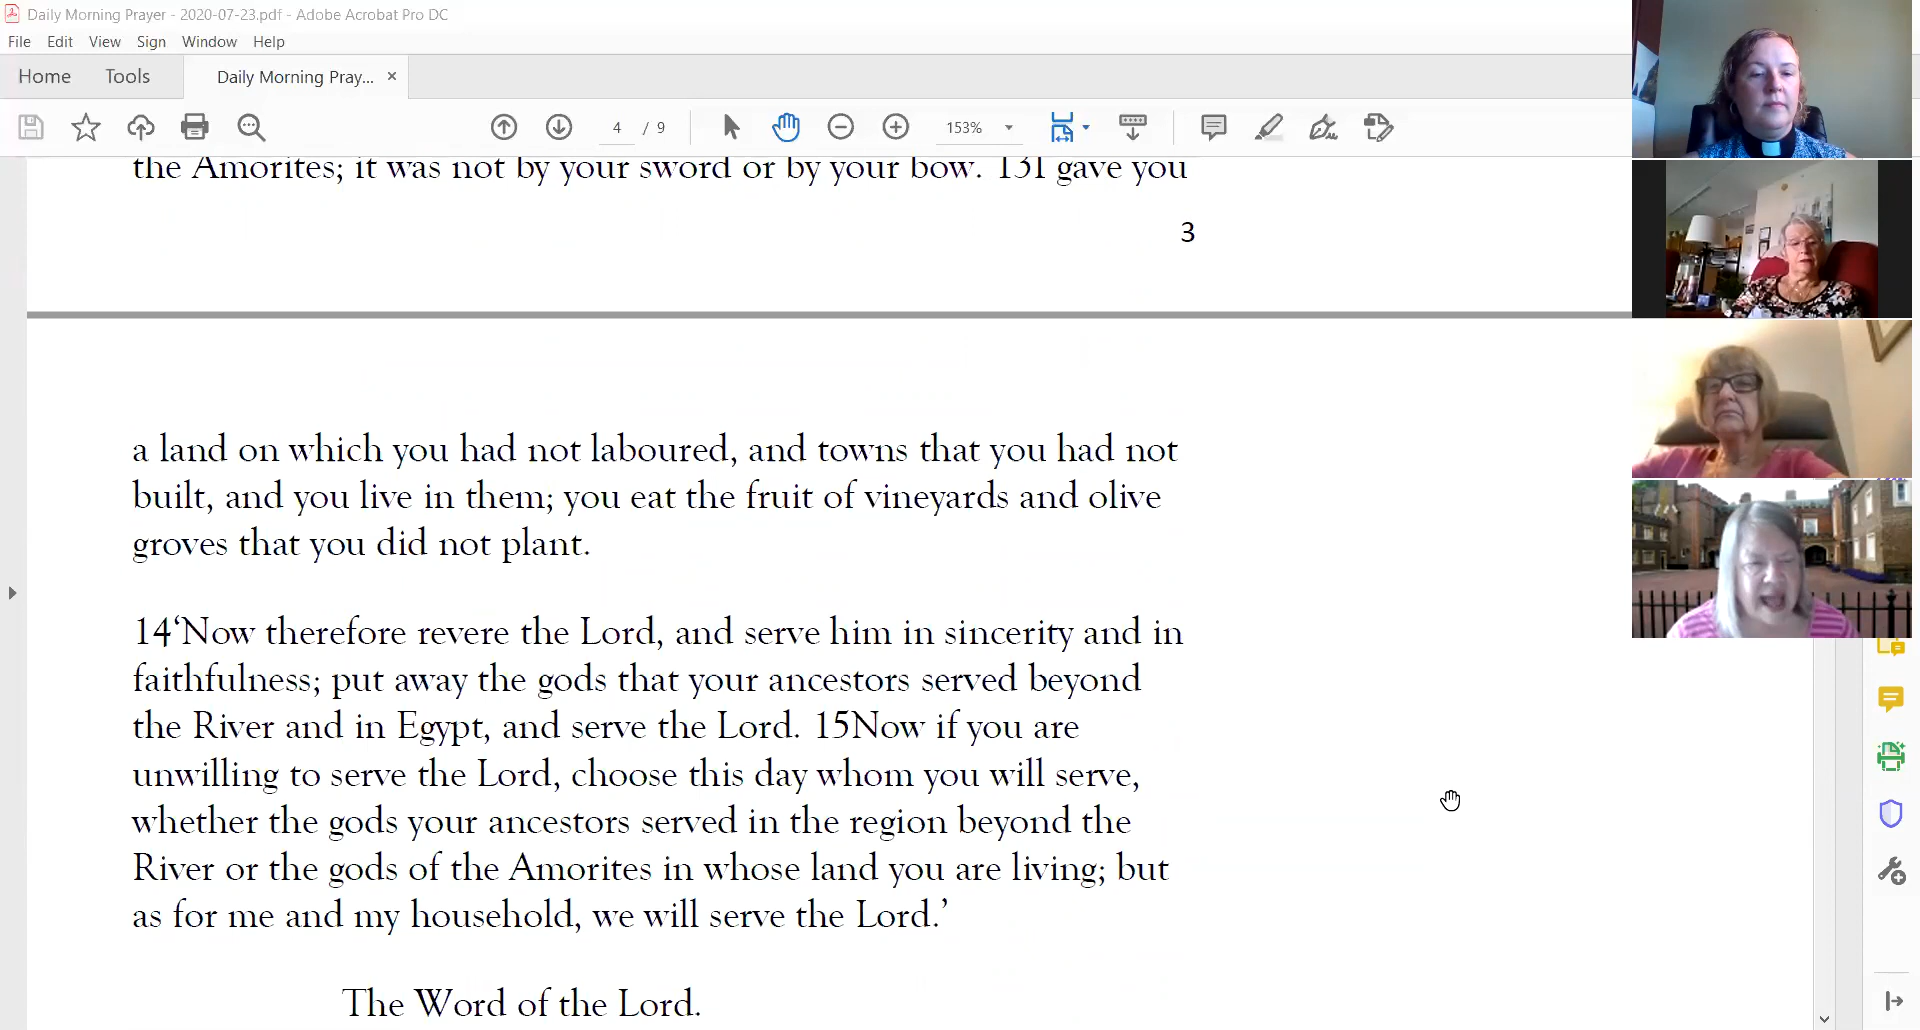 Daily Morning Prayer - 2020-07-23.pdf - Adobe Acrobat Pro DC
File Edit View Sign Window Help
Home Tools Daily Morning Pray... ×
4 / 9 153%
the Amorites; it was not by your sword or by your bow. 13I gave you
3
a land on which you had not laboured, and towns that you had not
built, and you live in them; you eat the fruit of vineyards and olive
groves that you did not plant.
14‘Now therefore revere the Lord, and serve him in sincerity and in
faithfulness; put away the gods that your ancestors served beyond
the River and in Egypt, and serve the Lord. 15Now if you are
unwilling to serve the Lord, choose this day whom you will serve,
whether the gods your ancestors served in the region beyond the
River or the gods of the Amorites in whose land you are living; but
as for me and my household, we will serve the Lord.’
The Word of the Lord.